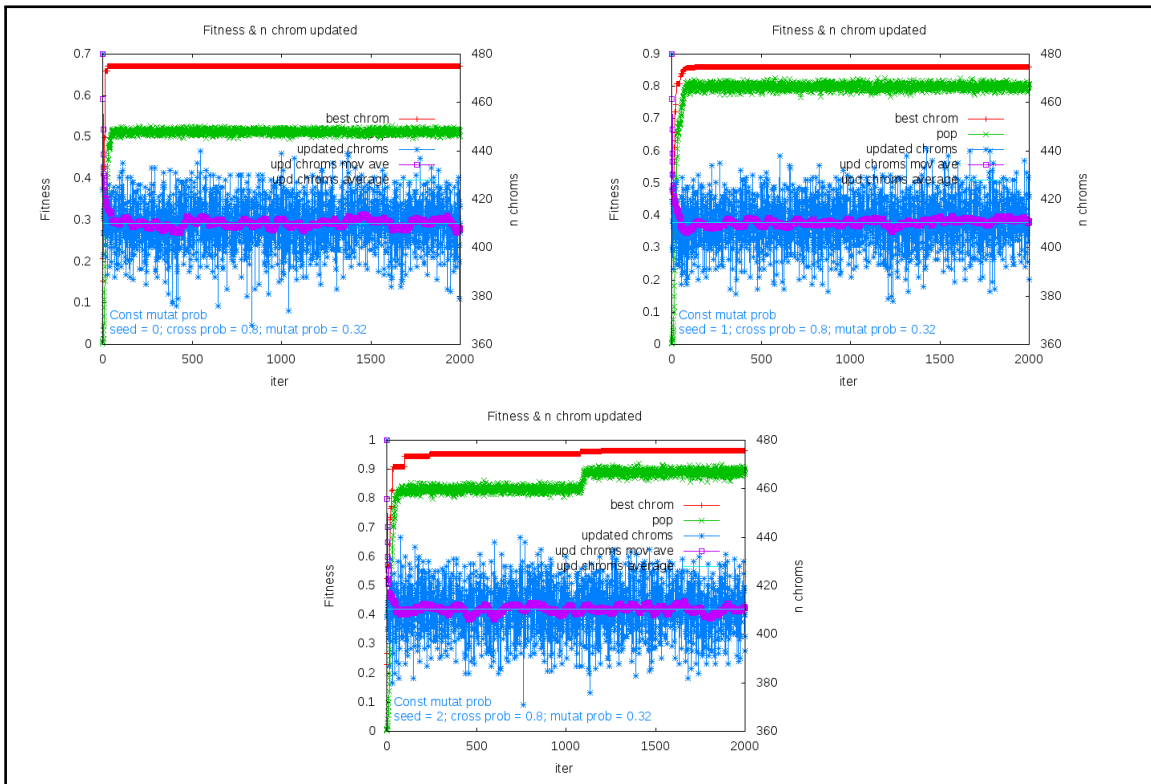 Fitness & n chrom updated
0.7
0.6
0.5
0.4
0.3
0.2
0.1
0
480
460
440
420
400
380
360
Fitness
n chroms
best chrom
updated chroms
upd chroms mov ave
upd chroms average
Const mutat prob
seed = 0; cross prob = 0.8; mutat prob = 0.32
0 500 1000 1500 2000
iter
Fitness & n chrom updated
0.9
0.8
0.7
0.6
0.5
0.4
0.3
0.2
0.1
0
480
460
440
420
400
380
360
Fitness
n chroms
best chrom
pop
updated chroms
upd chroms mov ave
upd chroms average
Const mutat prob
seed = 1; cross prob = 0.8; mutat prob = 0.32
0 500 1000 1500 2000
iter
Fitness & n chrom updated
1
0.9
0.8
0.7
0.6
0.5
0.4
0.3
0.2
0.1
0
480
460
440
420
400
380
360
Fitness
n chroms
best chrom
pop
updated chroms
upd chroms mov ave
upd chroms average
Const mutat prob
seed = 2; cross prob = 0.8; mutat prob = 0.32
0 500 1000 1500 2000
iter